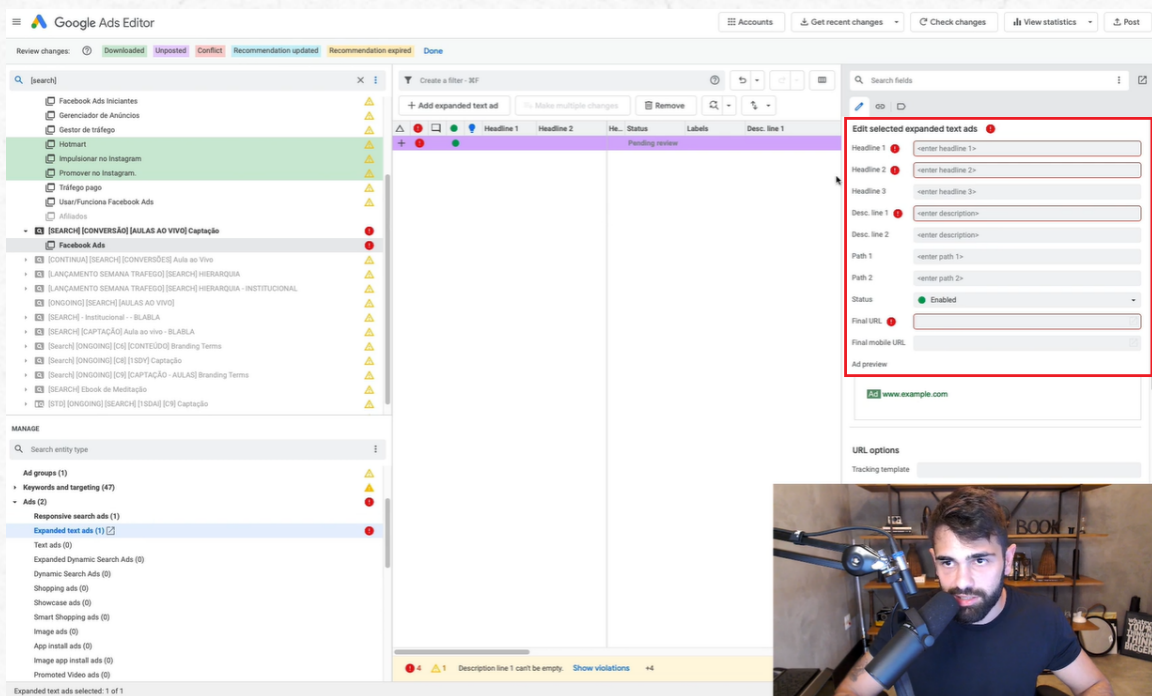 Google Ads Editor
Accounts
Get recent changes
Check changes
View statistics
Post
Review changes:
Downloaded
Unposted
Conflict
Recommendation updated
Recommendation expired
Done
[search]
Facebook Ads Iniciantes
Gerenciador de Anúncios
Gestor de tráfego
Hotmart
Impulsionar no Instagram
Promover no Instagram.
Tráfego pago
Usar/Funciona Facebook Ads
Afiliados
[SEARCH] [CONVERSÃO] [AULAS AO VIVO] Captação
Facebook Ads
[CONTINUA] [SEARCH] [CONVERSÕES] Aula ao Vivo
[LANÇAMENTO SEMANA TRAFEGO] [SEARCH] HIERARQUIA
[LANÇAMENTO SEMANA TRAFEGO] [SEARCH] HIERARQUIA - INSTITUCIONAL
[ONGOING] [SEARCH] [AULAS AO VIVO]
[SEARCH] - Institucional - - BLABLA
[SEARCH] [CAPTAÇÃO] Aula ao vivo - BLABLA
[Search] [ONGOING] [C6] [CONTEÚDO] Branding Terms
[Search] [ONGOING] [C8] [1SDY] Captação
[Search] [ONGOING] [C9] [CAPTAÇÃO - AULAS] Branding Terms
[SEARCH] Ebook de Meditação
[STD] [ONGOING] [SEARCH] [1SDAI] [C9] Captação
MANAGE
Search entity type
Ad groups (1)
Keywords and targeting (47)
Ads (2)
Responsive search ads (1)
Expanded text ads (1)
Text ads (0)
Expanded Dynamic Search Ads (0)
Dynamic Search Ads (0)
Shopping ads (0)
Showcase ads (0)
Smart Shopping ads (0)
Image ads (0)
App install ads (0)
Image app install ads (0)
Promoted Video ads (0)
Expanded text ads selected: 1 of 1
Create a filter - ⌘F
+ Add expanded text ad
Make multiple changes
Remove
Headline 1
Headline 2
He... Status
Labels
Desc. line 1
Pending review
4
1
Description line 1 can't be empty.
Show violations
+4
Search fields
Edit selected expanded text ads
Headline 1 <enter headline 1>
Headline 2 <enter headline 2>
Headline 3 <enter headline 3>
Desc. line 1 <enter description>
Desc. line 2 <enter description>
Path 1 <enter path 1>
Path 2 <enter path 2>
Status Enabled
Final URL
Final mobile URL
Ad preview
Ad www.example.com
URL options
Tracking template
BOOK
YOU'RE
THINKING
THINK
BIGGER